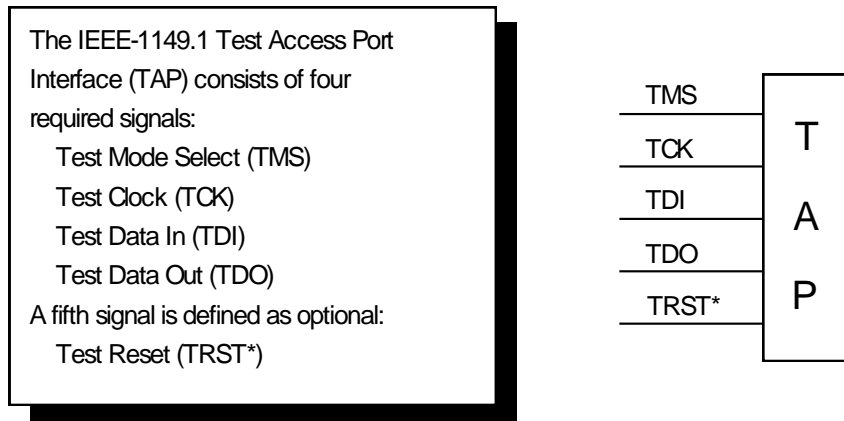 The IEEE-1149.1 Test Access Port
Interface (TAP) consists of four
required signals:
Test Mode Select (TMS)
Test Clock (TCK)
Test Data In (TDI)
Test Data Out (TDO)
A fifth signal is defined as optional:
Test Reset (TRST*)
TMS
TCK
TDI
TDO
TRST*
T
A
P